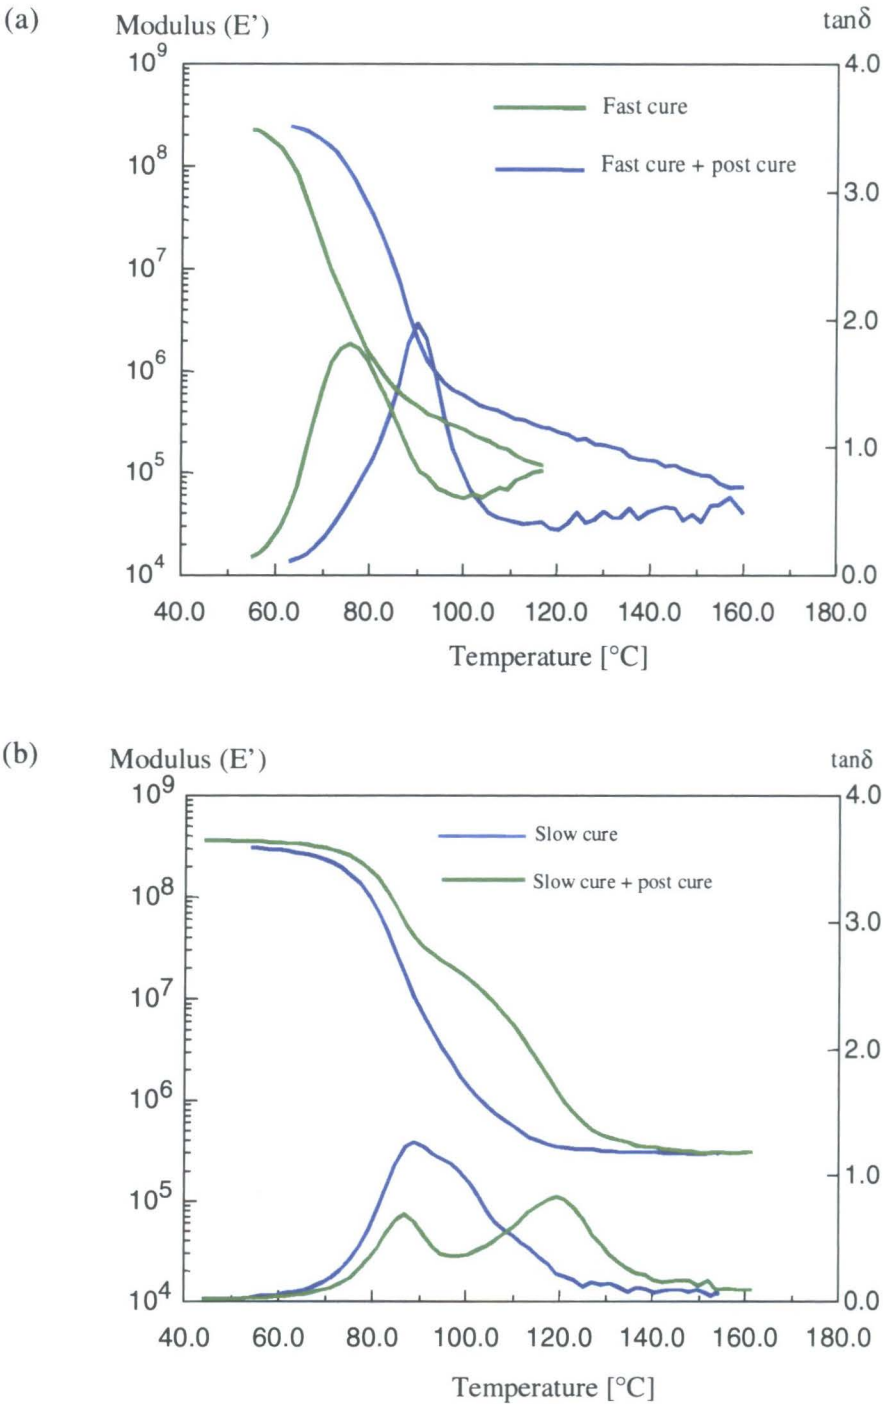 (a)
Modulus (E’)
tanδ
10^9
10^8
10^7
10^6
10^5
10^4
4.0
3.0
2.0
1.0
0.0
Fast cure
Fast cure + post cure
40.0 60.0 80.0 100.0 120.0 140.0 160.0 180.0
Temperature [°C]
(b)
Modulus (E’)
tanδ
10^9
10^8
10^7
10^6
10^5
10^4
4.0
3.0
2.0
1.0
0.0
Slow cure
Slow cure + post cure
40.0 60.0 80.0 100.0 120.0 140.0 160.0 180.0
Temperature [°C]